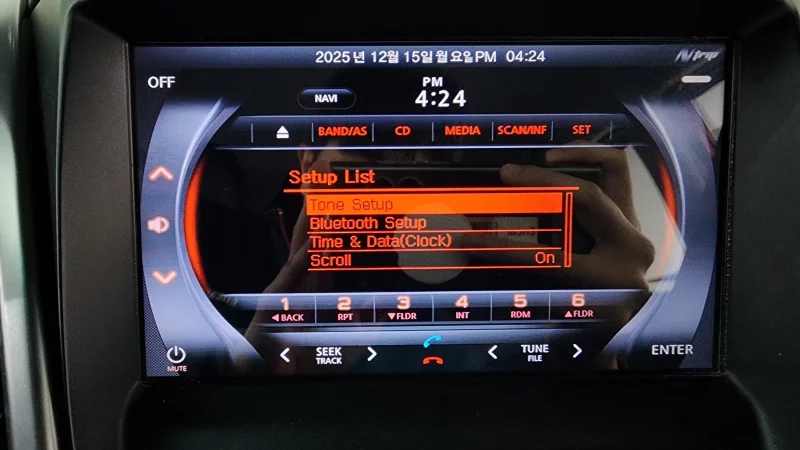 2025년 12월 15일 월요일 PM 04:24
OFF
PM
NAVI
4:24
BAND/AS CD MEDIA SCAN/INF SET
Setup List
Tone Setup
Bluetooth Setup
Time & Data(Clock)
Scroll On
1 2 3 4 5 6
◀BACK RPT ▼FLDR INT RDM ▲FLDR
SEEK TRACK
TUNE FILE
ENTER
MUTE